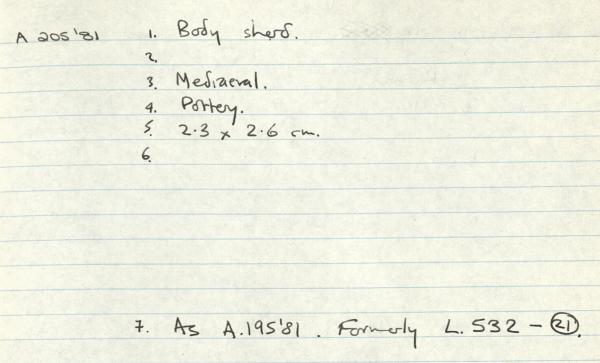 A 205'81 1. Body sherd.
2.
3. Mediaeval.
4. Pottery.
5. 2.3 x 2.6 cm.
6.
7. As A.195'81. Formerly L. 532 - 21.